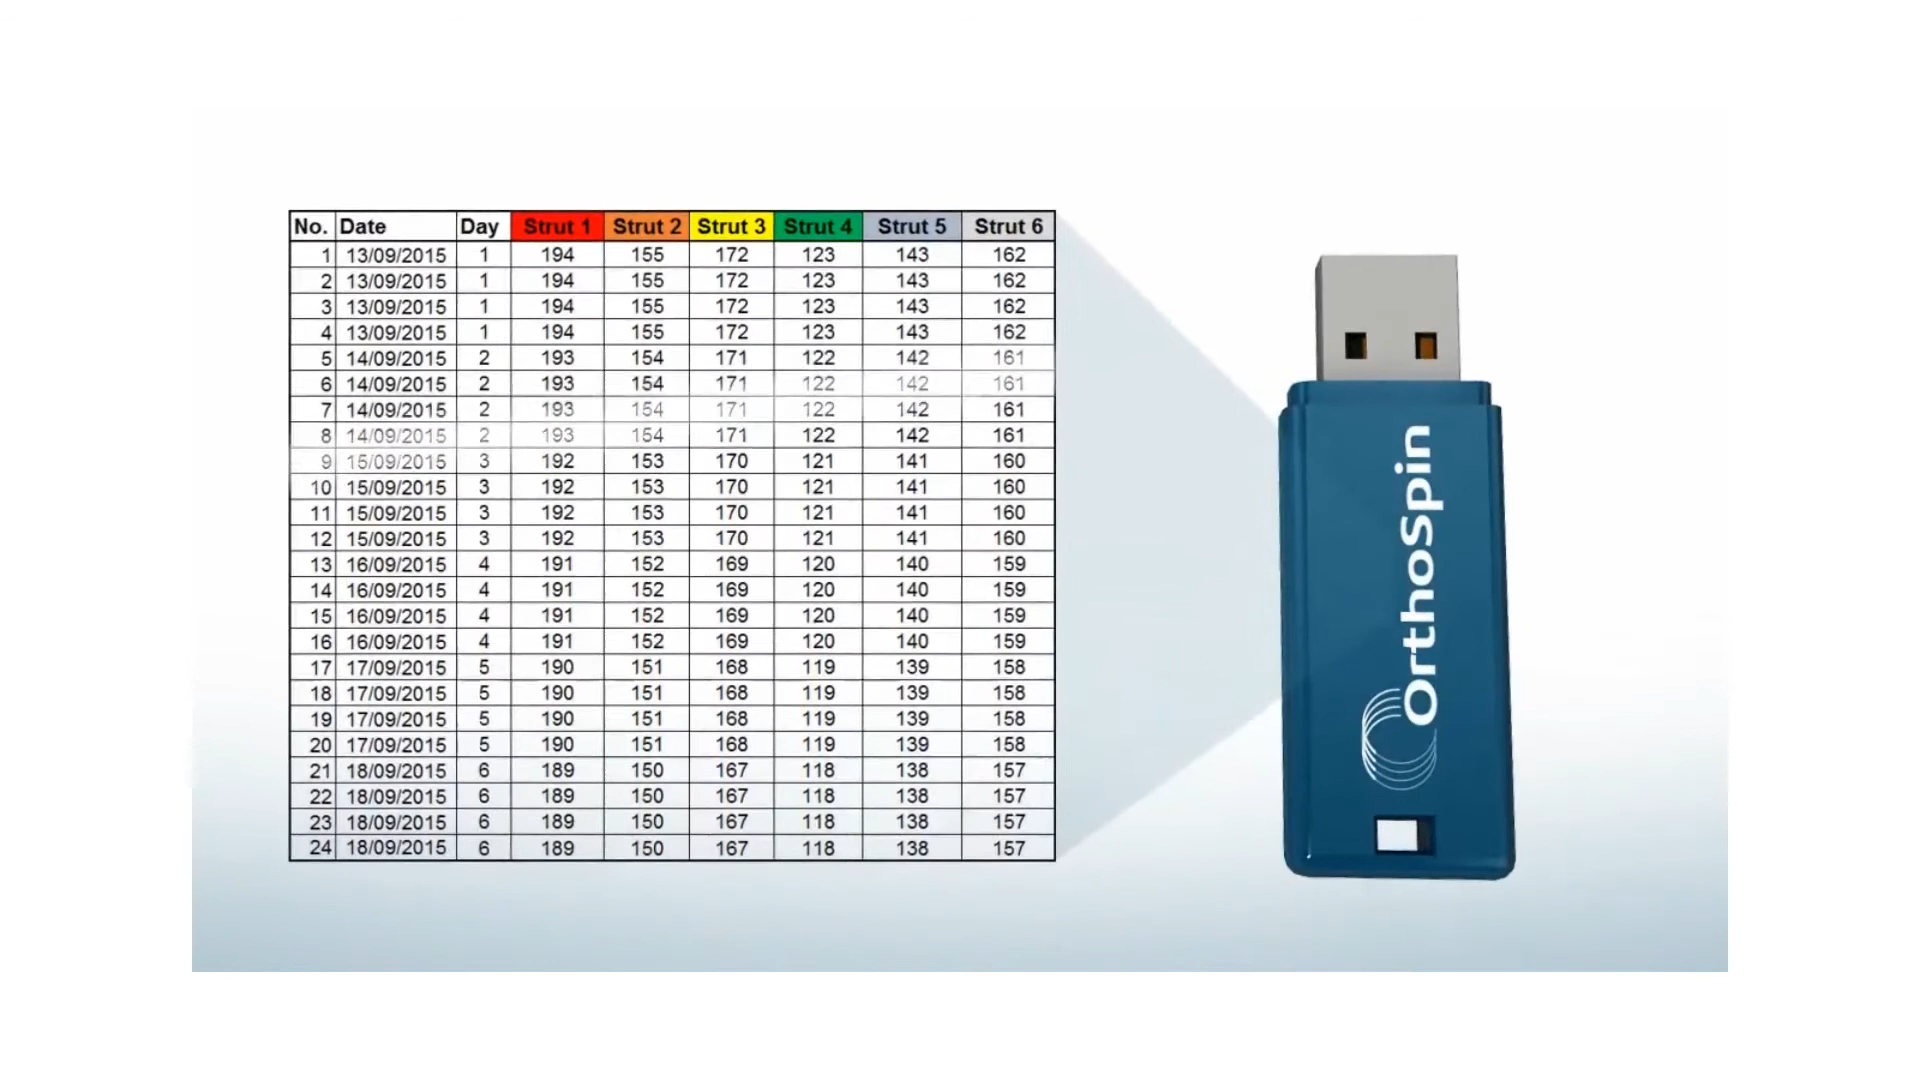 No. Date Day Strut 1 Strut 2 Strut 3 Strut 4 Strut 5 Strut 6
1 13/09/2015 1 194 155 172 123 143 162
2 13/09/2015 1 194 155 172 123 143 162
3 13/09/2015 1 194 155 172 123 143 162
4 13/09/2015 1 194 155 172 123 143 162
5 14/09/2015 2 193 154 171 122 142 161
6 14/09/2015 2 193 154 171 122 142 161
7 14/09/2015 2 193 154 171 122 142 161
8 14/09/2015 2 193 154 171 122 142 161
9 15/09/2015 3 192 153 170 121 141 160
10 15/09/2015 3 192 153 170 121 141 160
11 15/09/2015 3 192 153 170 121 141 160
12 15/09/2015 3 192 153 170 121 141 160
13 16/09/2015 4 191 152 169 120 140 159
14 16/09/2015 4 191 152 169 120 140 159
15 16/09/2015 4 191 152 169 120 140 159
16 16/09/2015 4 191 152 169 120 140 159
17 17/09/2015 5 190 151 168 119 139 158
18 17/09/2015 5 190 151 168 119 139 158
19 17/09/2015 5 190 151 168 119 139 158
20 17/09/2015 5 190 151 168 119 139 158
21 18/09/2015 6 189 150 167 118 138 157
22 18/09/2015 6 189 150 167 118 138 157
23 18/09/2015 6 189 150 167 118 138 157
24 18/09/2015 6 189 150 167 118 138 157
OrthoSpin